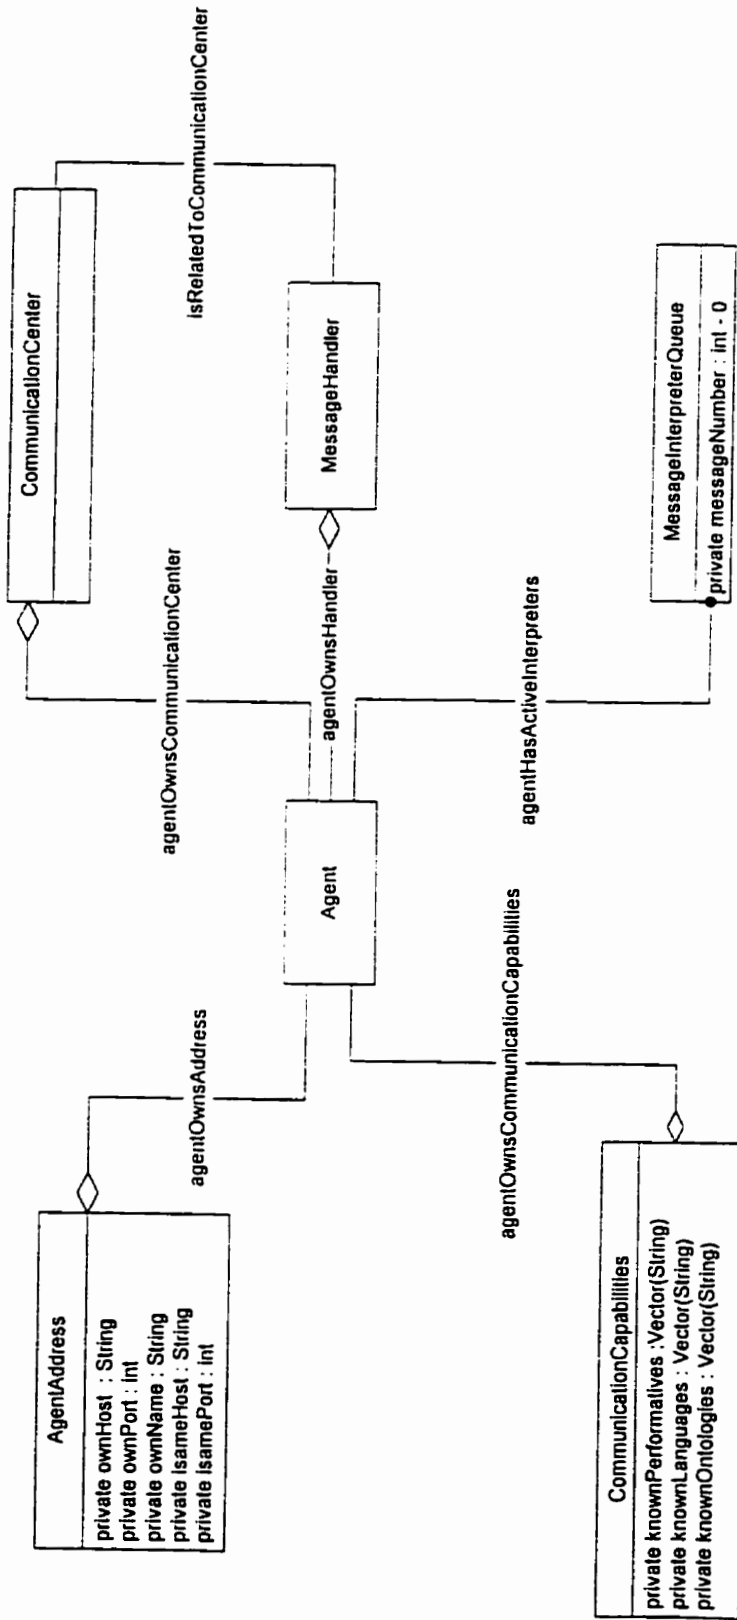 AgentAddress
private ownHost : String
private ownPort : int
private ownName : String
private isameHost : String
private isamePort : int
agentOwnsAddress
CommunicationCapabilities
private knownPerformatives :Vector(String)
private knownLanguages : Vector(String)
private knownOntologies : Vector(String)
agentOwnsCommunicationCapabilities
Agent
agentOwnsCommunicationCenter
agentOwnsHandler
agentHasActiveInterpreters
CommunicationCenter
MessageHandler
isRelatedToCommunicationCenter
MessageInterpreterQueue
private messageNumber : int - 0